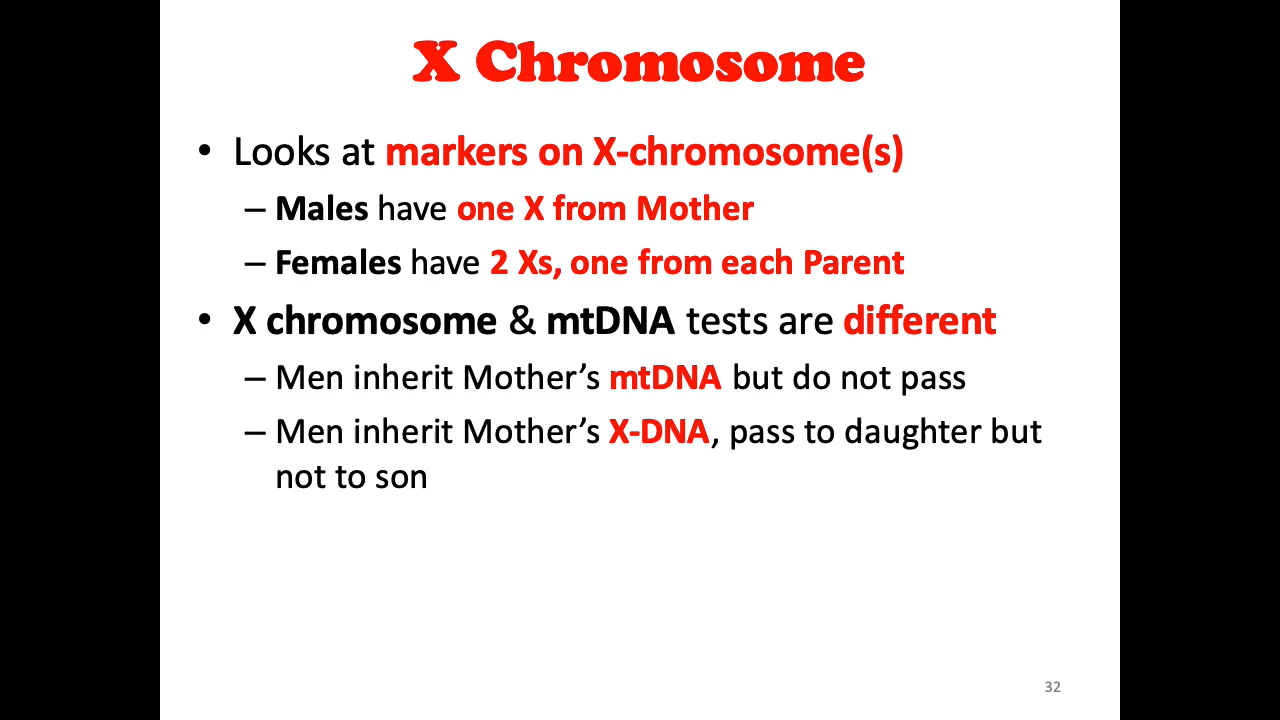 X Chromosome
• Looks at markers on X-chromosome(s)
– Males have one X from Mother
– Females have 2 Xs, one from each Parent
• X chromosome & mtDNA tests are different
– Men inherit Mother’s mtDNA but do not pass
– Men inherit Mother’s X-DNA, pass to daughter but
not to son
32